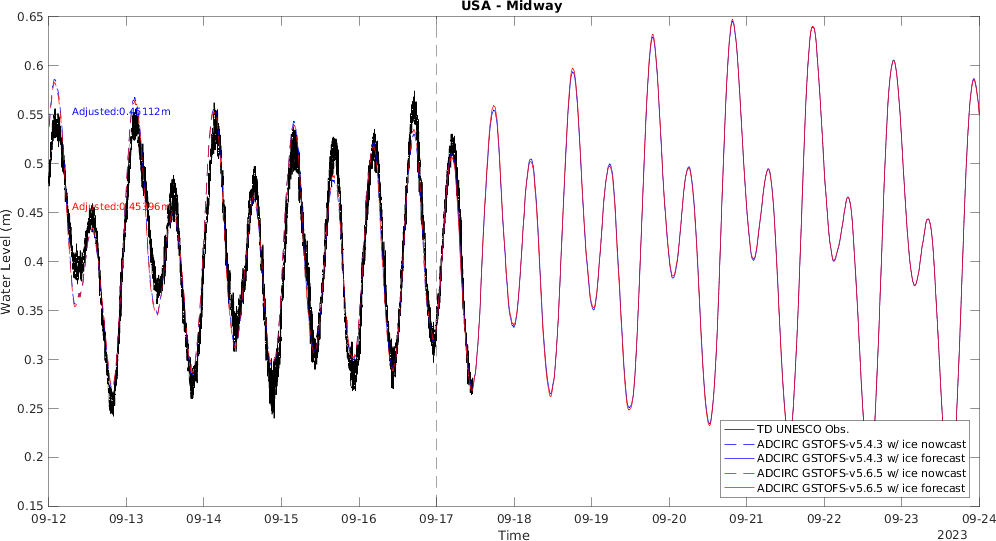 USA - Midway
0.65
0.6
0.55
0.5
0.45
0.4
0.35
0.3
0.25
0.2
0.15
Water Level (m)
Adjusted:0.45112m
Adjusted:0.45396m
TD UNESCO Obs.
ADCIRC GSTOFS-v5.4.3 w/ ice nowcast
ADCIRC GSTOFS-v5.4.3 w/ ice forecast
ADCIRC GSTOFS-v5.6.5 w/ ice nowcast
ADCIRC GSTOFS-v5.6.5 w/ ice forecast
09-12 09-13 09-14 09-15 09-16 09-17 09-18 09-19 09-20 09-21 09-22 09-23 09-24
Time
2023